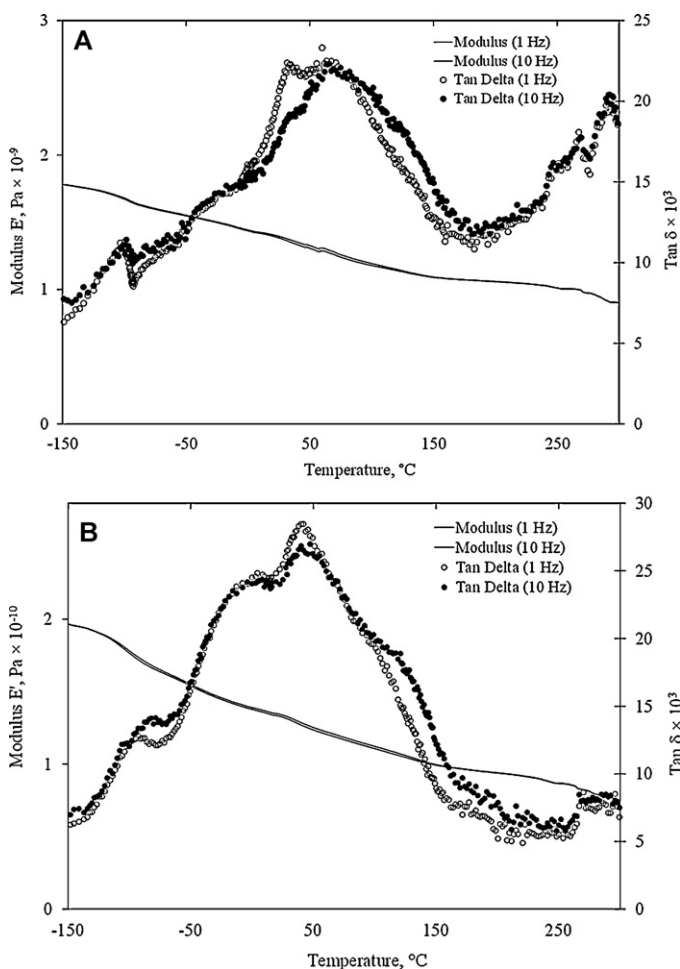 A
3
2
1
0
Modulus E', Pa × 10⁻⁹
25
20
15
10
5
0
Tan δ × 10³
Modulus (1 Hz)
Modulus (10 Hz)
Tan Delta (1 Hz)
Tan Delta (10 Hz)
-150 -50 50 150 250
Temperature, °C
B
2
1
0
Modulus E', Pa × 10⁻¹⁰
30
25
20
15
10
5
0
Tan δ × 10³
Modulus (1 Hz)
Modulus (10 Hz)
Tan Delta (1 Hz)
Tan Delta (10 Hz)
-150 -50 50 150 250
Temperature, °C